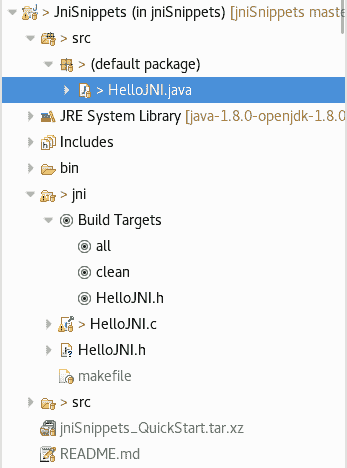 > JniSnippets (in jniSnippets) [jniSnippets maste
> src
> (default package)
> HelloJNI.java
JRE System Library [java-1.8.0-openjdk-1.8.0
Includes
bin
> jni
Build Targets
all
clean
HelloJNI.h
> HelloJNI.c
HelloJNI.h
makefile
> src
jniSnippets_QuickStart.tar.xz
README.md